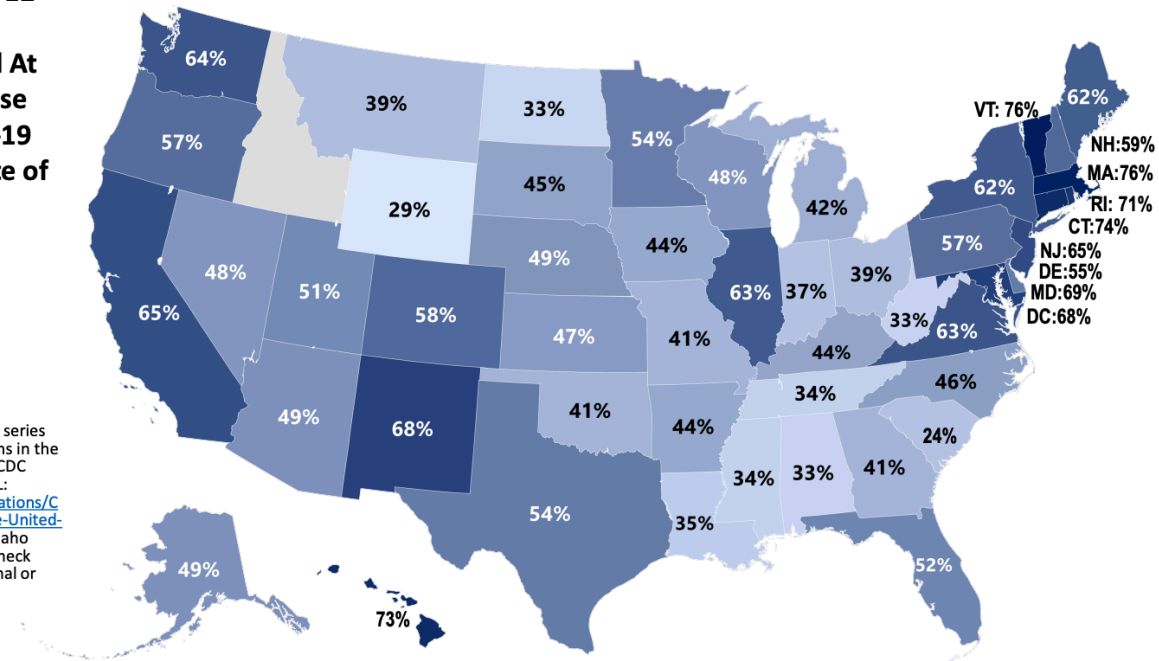 l At
se
-19
te of
series
ns in the
CDC
L:
ations/C
e-United-
aho
heck
nal or
64%
57%
65%
48%
39%
29%
51%
49%
33%
45%
49%
58%
47%
68%
41%
54%
54%
44%
41%
44%
35%
48%
63%
42%
37%
39%
44%
34%
34%
33%
41%
24%
46%
63%
33%
57%
62%
62%
52%
49%
73%
VT: 76%
NH:59%
MA:76%
RI: 71%
CT:74%
NJ:65%
DE:55%
MD:69%
DC:68%